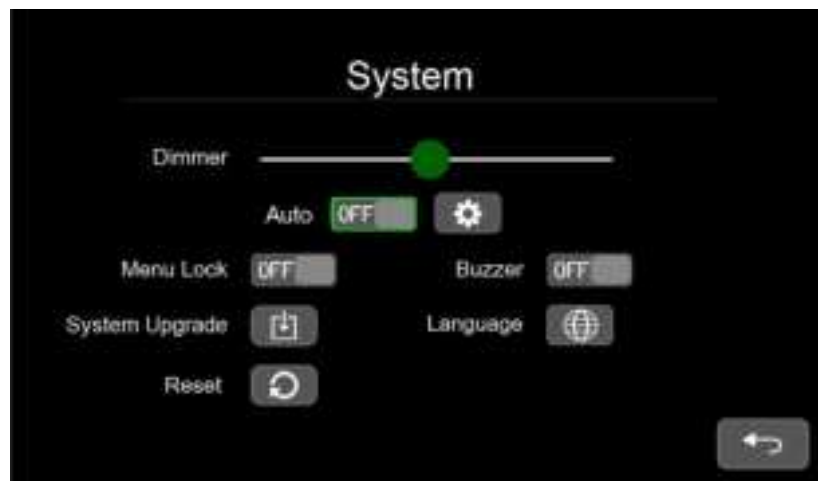 System
Dimmer
Auto OFF
Menu Lock OFF Buzzer OFF
System Upgrade Language
Reset